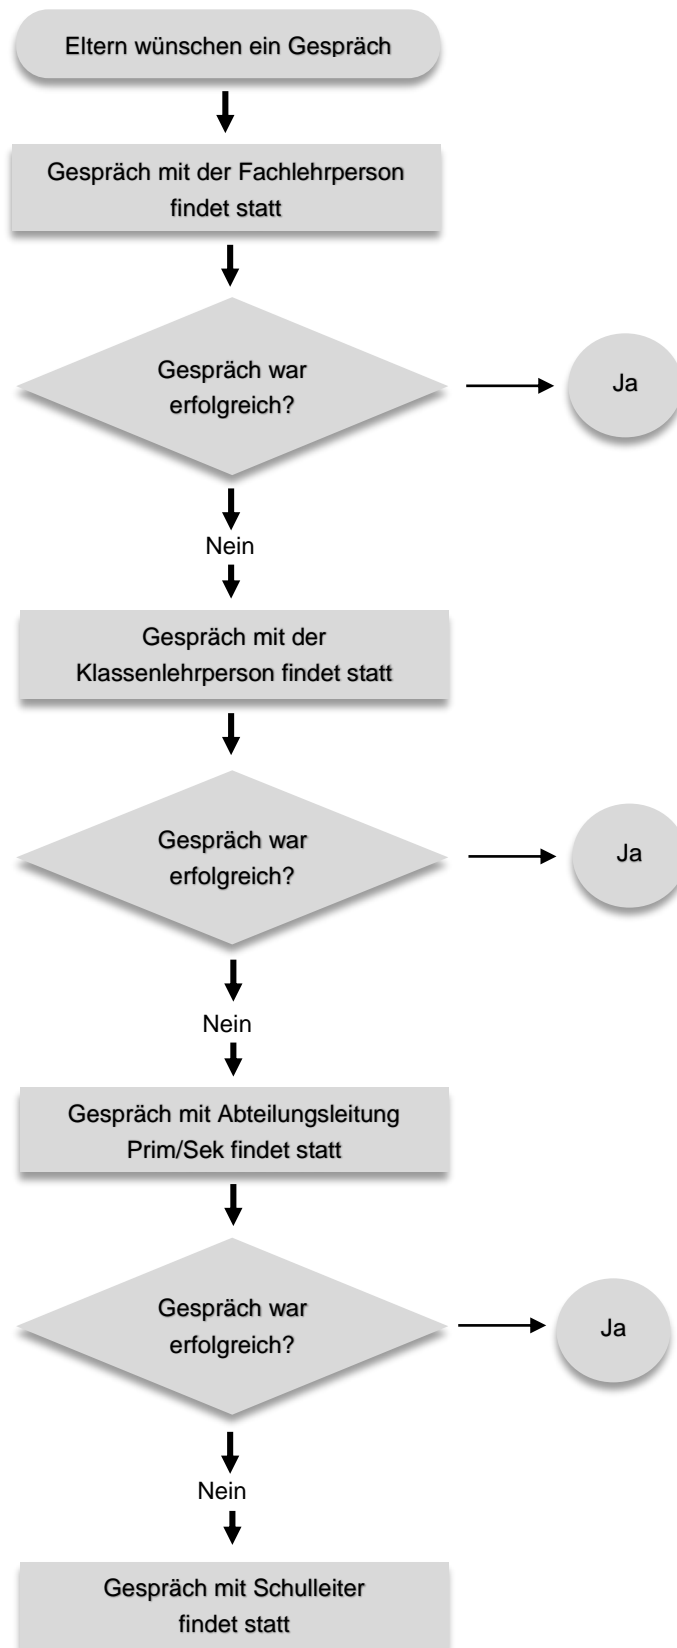 Eltern wünschen ein Gespräch
Gespräch mit der Fachlehrperson
findet statt
Gespräch war
erfolgreich?
Ja
Nein
Gespräch mit der
Klassenlehrperson findet statt
Gespräch war
erfolgreich?
Ja
Nein
Gespräch mit Abteilungsleitung
Prim/Sek findet statt
Gespräch war
erfolgreich?
Ja
Nein
Gespräch mit Schulleiter
findet statt